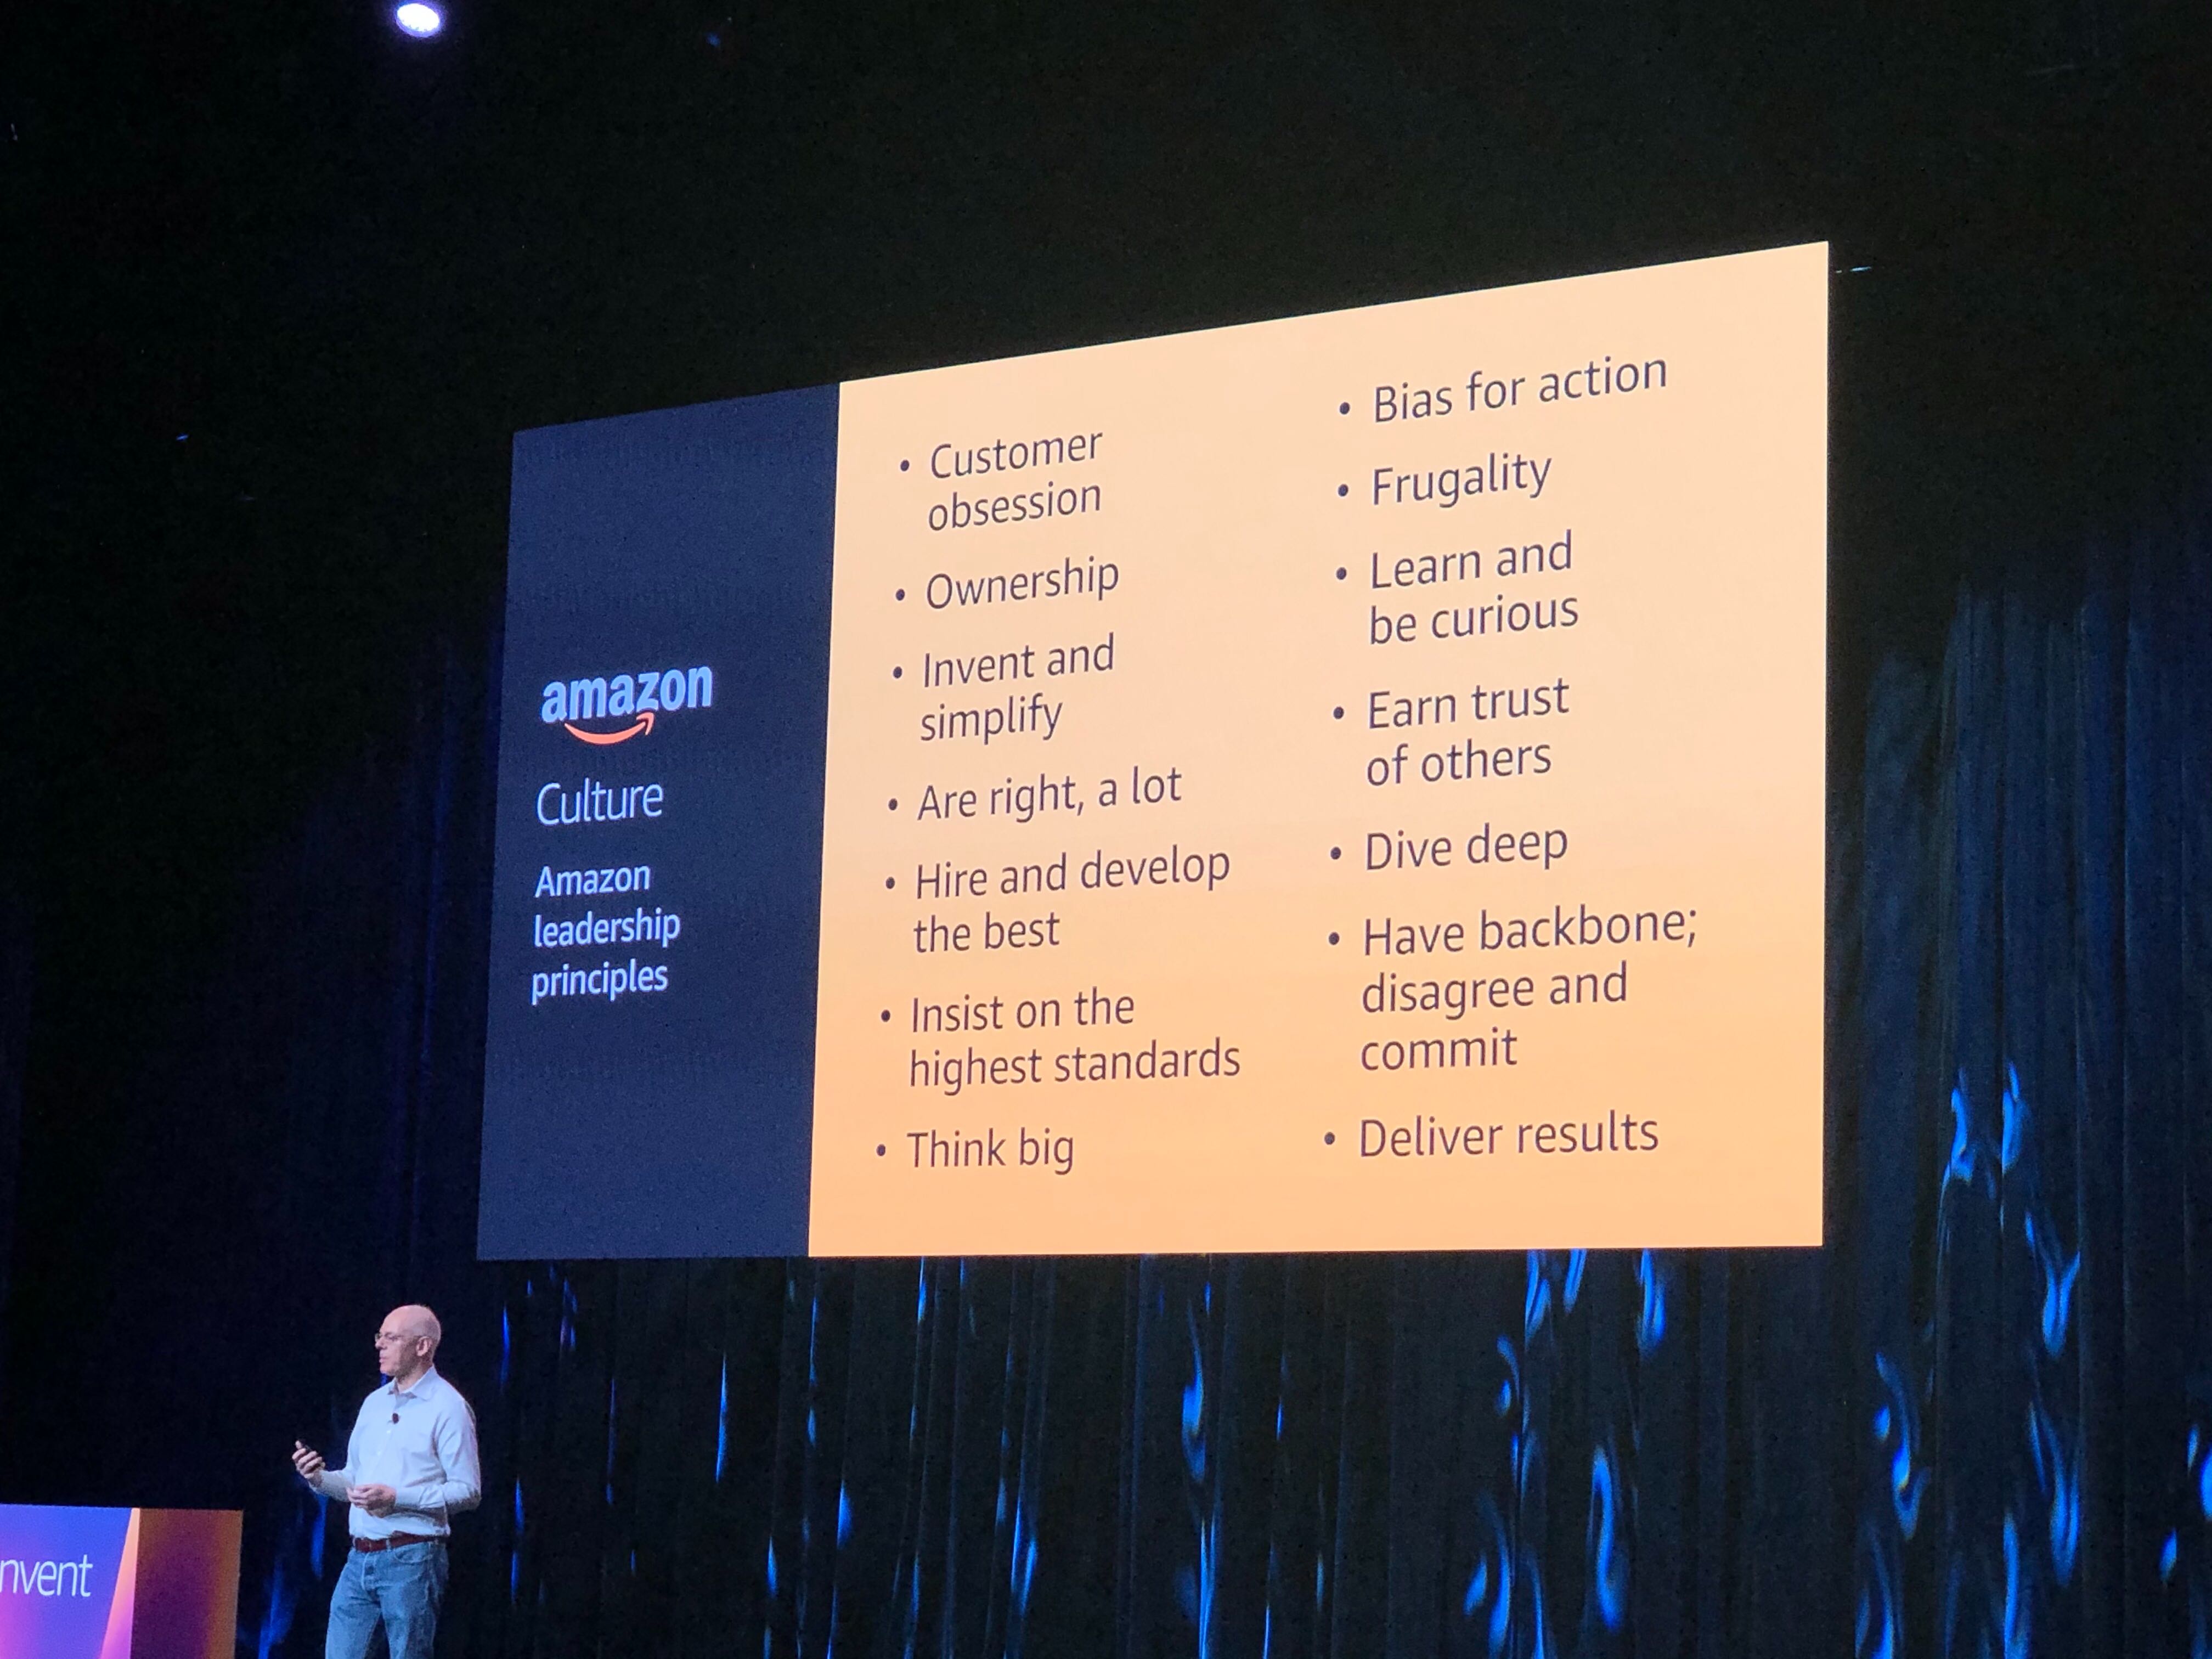 amazon
Culture
Amazon
leadership
principles
• Customer
obsession
• Ownership
• Invent and
simplify
• Are right, a lot
• Hire and develop
the best
• Insist on the
highest standards
• Think big
• Bias for action
• Frugality
• Learn and
be curious
• Earn trust
of others
• Dive deep
• Have backbone;
disagree and
commit
• Deliver results
nvent